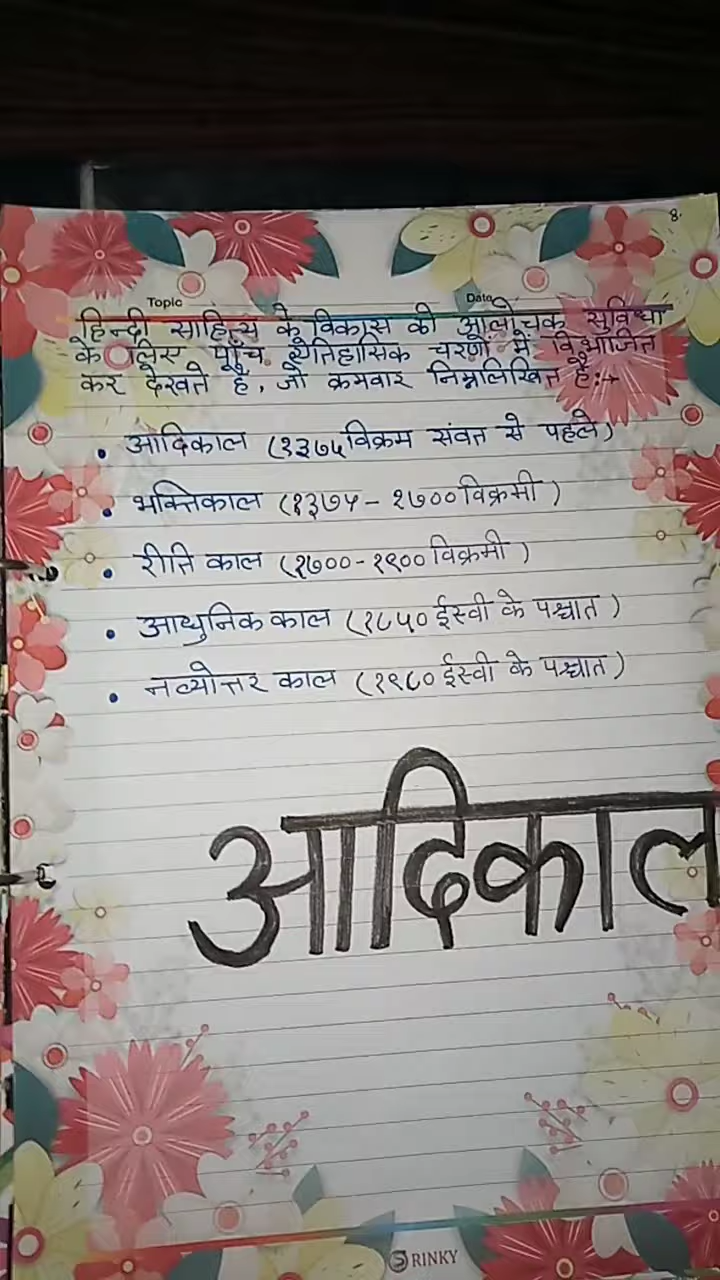 8.
Topic Date
हिन्दी साहित्य के विकास को आलोचक सुविधा
के लिए पाँच ऐतिहासिक चरणों में विभाजित
कर देखते है, जो क्रमवार निम्नलिखित है:→
• आदिकाल (१३७५ विक्रम संवत से पहले)
• भक्तिकाल (१३७५ - १७०० विक्रमी)
• रीति काल (१७०० - १९०० विक्रमी)
• आधुनिक काल (१८५० ईस्वी के पश्चात)
• नव्योत्तर काल (१९८० ईस्वी के पश्चात)
आदिकाल
RINKY